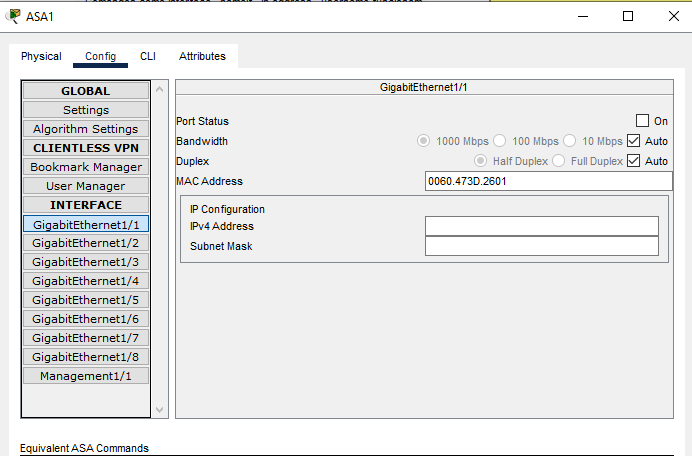 ASA1
Physical Config CLI Attributes
GLOBAL
Settings
Algorithm Settings
CLIENTLESS VPN
Bookmark Manager
User Manager
INTERFACE
GigabitEthernet1/1
GigabitEthernet1/2
GigabitEthernet1/3
GigabitEthernet1/4
GigabitEthernet1/5
GigabitEthernet1/6
GigabitEthernet1/7
GigabitEthernet1/8
Management1/1
GigabitEthernet1/1
Port Status On
Bandwidth 1000 Mbps 100 Mbps 10 Mbps Auto
Duplex Half Duplex Full Duplex Auto
MAC Address 0060.473D.2601
IP Configuration
IPv4 Address
Subnet Mask
Equivalent ASA Commands